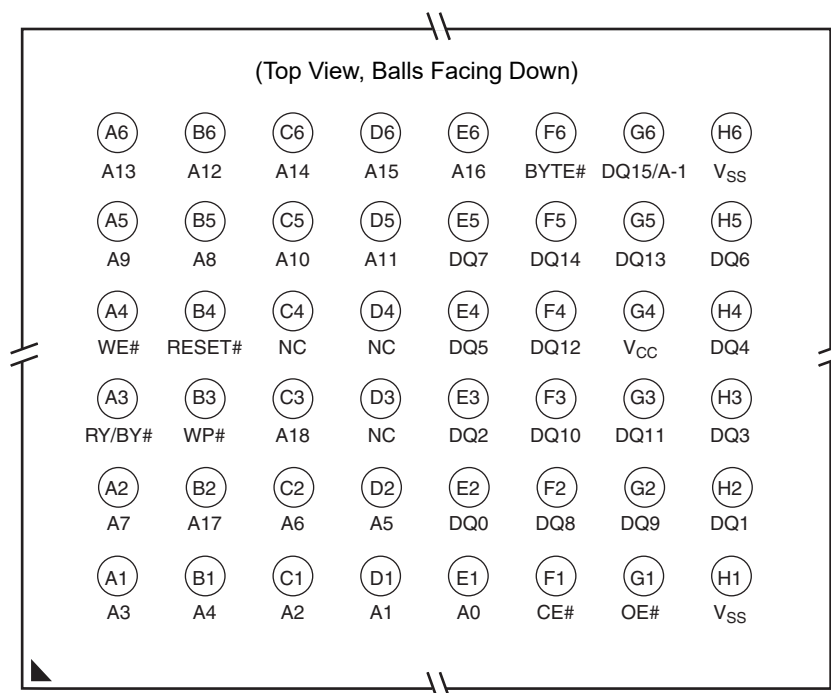 (Top View, Balls Facing Down)
A6 B6 C6 D6 E6 F6 G6 H6
A13 A12 A14 A15 A16 BYTE# DQ15/A-1 VSS
A5 B5 C5 D5 E5 F5 G5 H5
A9 A8 A10 A11 DQ7 DQ14 DQ13 DQ6
A4 B4 C4 D4 E4 F4 G4 H4
WE# RESET# NC NC DQ5 DQ12 VCC DQ4
A3 B3 C3 D3 E3 F3 G3 H3
RY/BY# WP# A18 NC DQ2 DQ10 DQ11 DQ3
A2 B2 C2 D2 E2 F2 G2 H2
A7 A17 A6 A5 DQ0 DQ8 DQ9 DQ1
A1 B1 C1 D1 E1 F1 G1 H1
A3 A4 A2 A1 A0 CE# OE# VSS